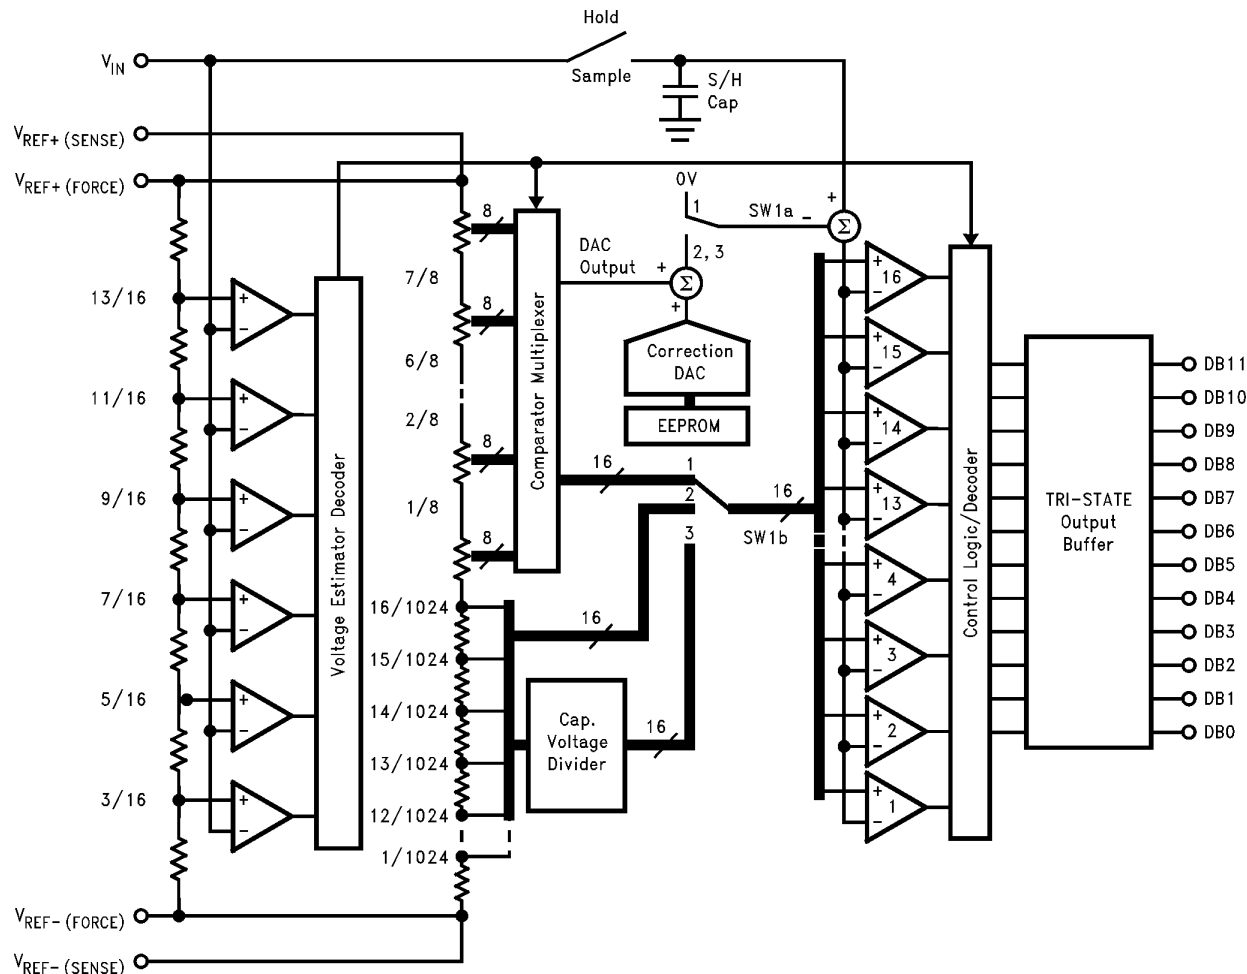 Hold
V_IN
Sample
S/H
Cap
V_REF+ (SENSE)
V_REF+ (FORCE)
0V
1
SW1a
+
-
Σ
8
DAC
Output
2,3
7/8
+
Σ
+
13/16
+
-
8
Correction
DAC
6/8
EEPROM
11/16
+
-
2/8
8
Comparator Multiplexer
16
1
2
3
SW1b
16
9/16
+
-
1/8
8
Voltage Estimator Decoder
7/16
+
-
16/1024
16
15/1024
5/16
+
-
14/1024
Cap.
Voltage
Divider
16
13/1024
3/16
+
-
12/1024
1/1024
V_REF- (FORCE)
V_REF- (SENSE)
+
16
-
+
15
-
+
14
-
+
13
-
+
4
-
+
3
-
+
2
-
+
1
-
Control Logic/Decoder
TRI-STATE
Output
Buffer
DB11
DB10
DB9
DB8
DB7
DB6
DB5
DB4
DB3
DB2
DB1
DB0